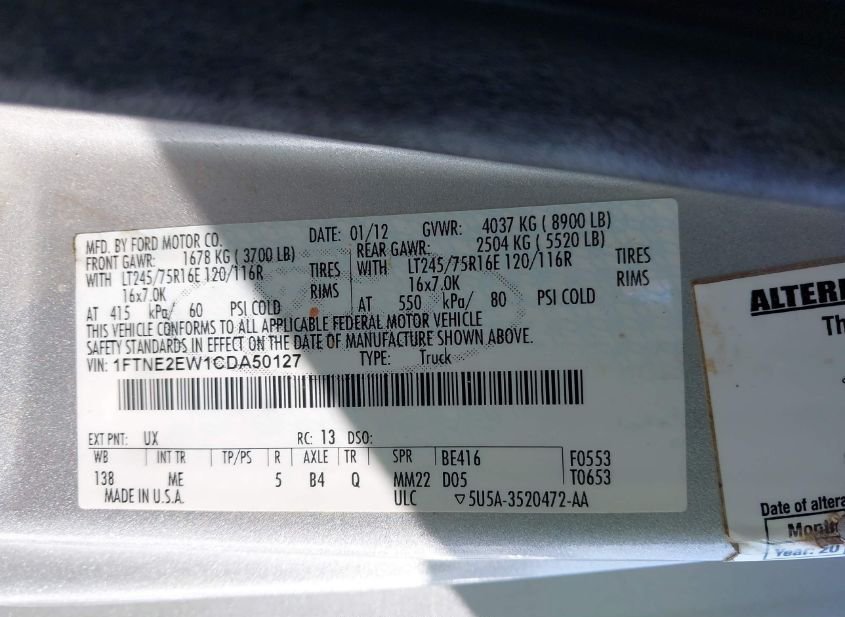 MFD. BY FORD MOTOR CO. DATE: 01/12 GVWR: 4037 KG ( 8900 LB)
FRONT GAWR: 1678 KG ( 3700 LB) REAR GAWR: 2504 KG ( 5520 LB)
WITH LT245/75R16E 120/116R TIRES WITH LT245/75R16E 120/116R TIRES
16x7.0K RIMS 16x7.0K RIMS
AT 415 kPa/ 60 PSI COLD AT 550 kPa/ 80 PSI COLD
THIS VEHICLE CONFORMS TO ALL APPLICABLE FEDERAL MOTOR VEHICLE
SAFETY STANDARDS IN EFFECT ON THE DATE OF MANUFACTURE SHOWN ABOVE.
VIN: 1FTNE2EW1CDA50127 TYPE: Truck
EXT PNT: UX RC: 13 DSO:
WB INT TR TP/PS R AXLE TR SPR BE416 F0553
138 ME 5 B4 Q MM22 D05 T0653
MADE IN U.S.A. ULC ▽5U5A-3520472-AA
ALTER
Th
Date of altera
Month
Year: 20